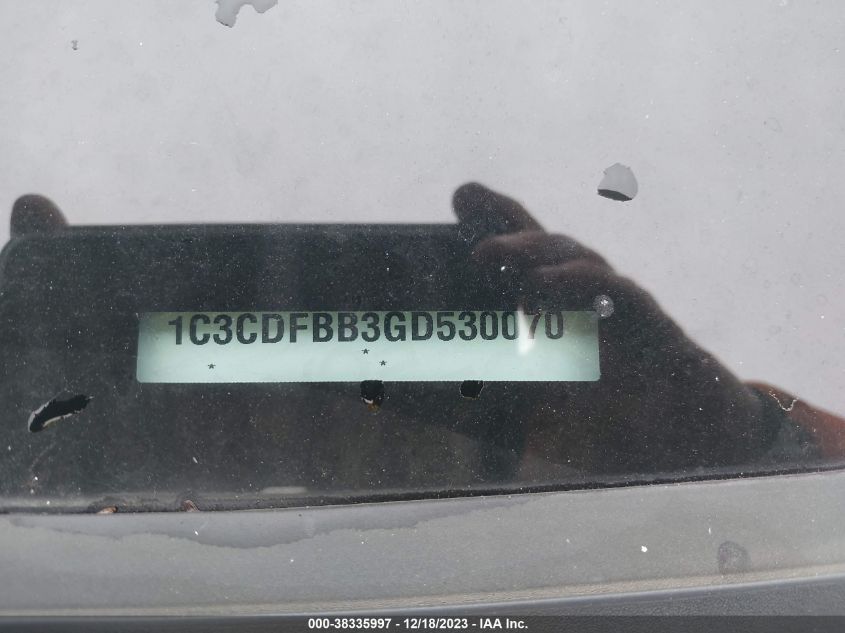 1C3CDFBB3GD530070
* * *
000-38335997 - 12/18/2023 - IAA Inc.